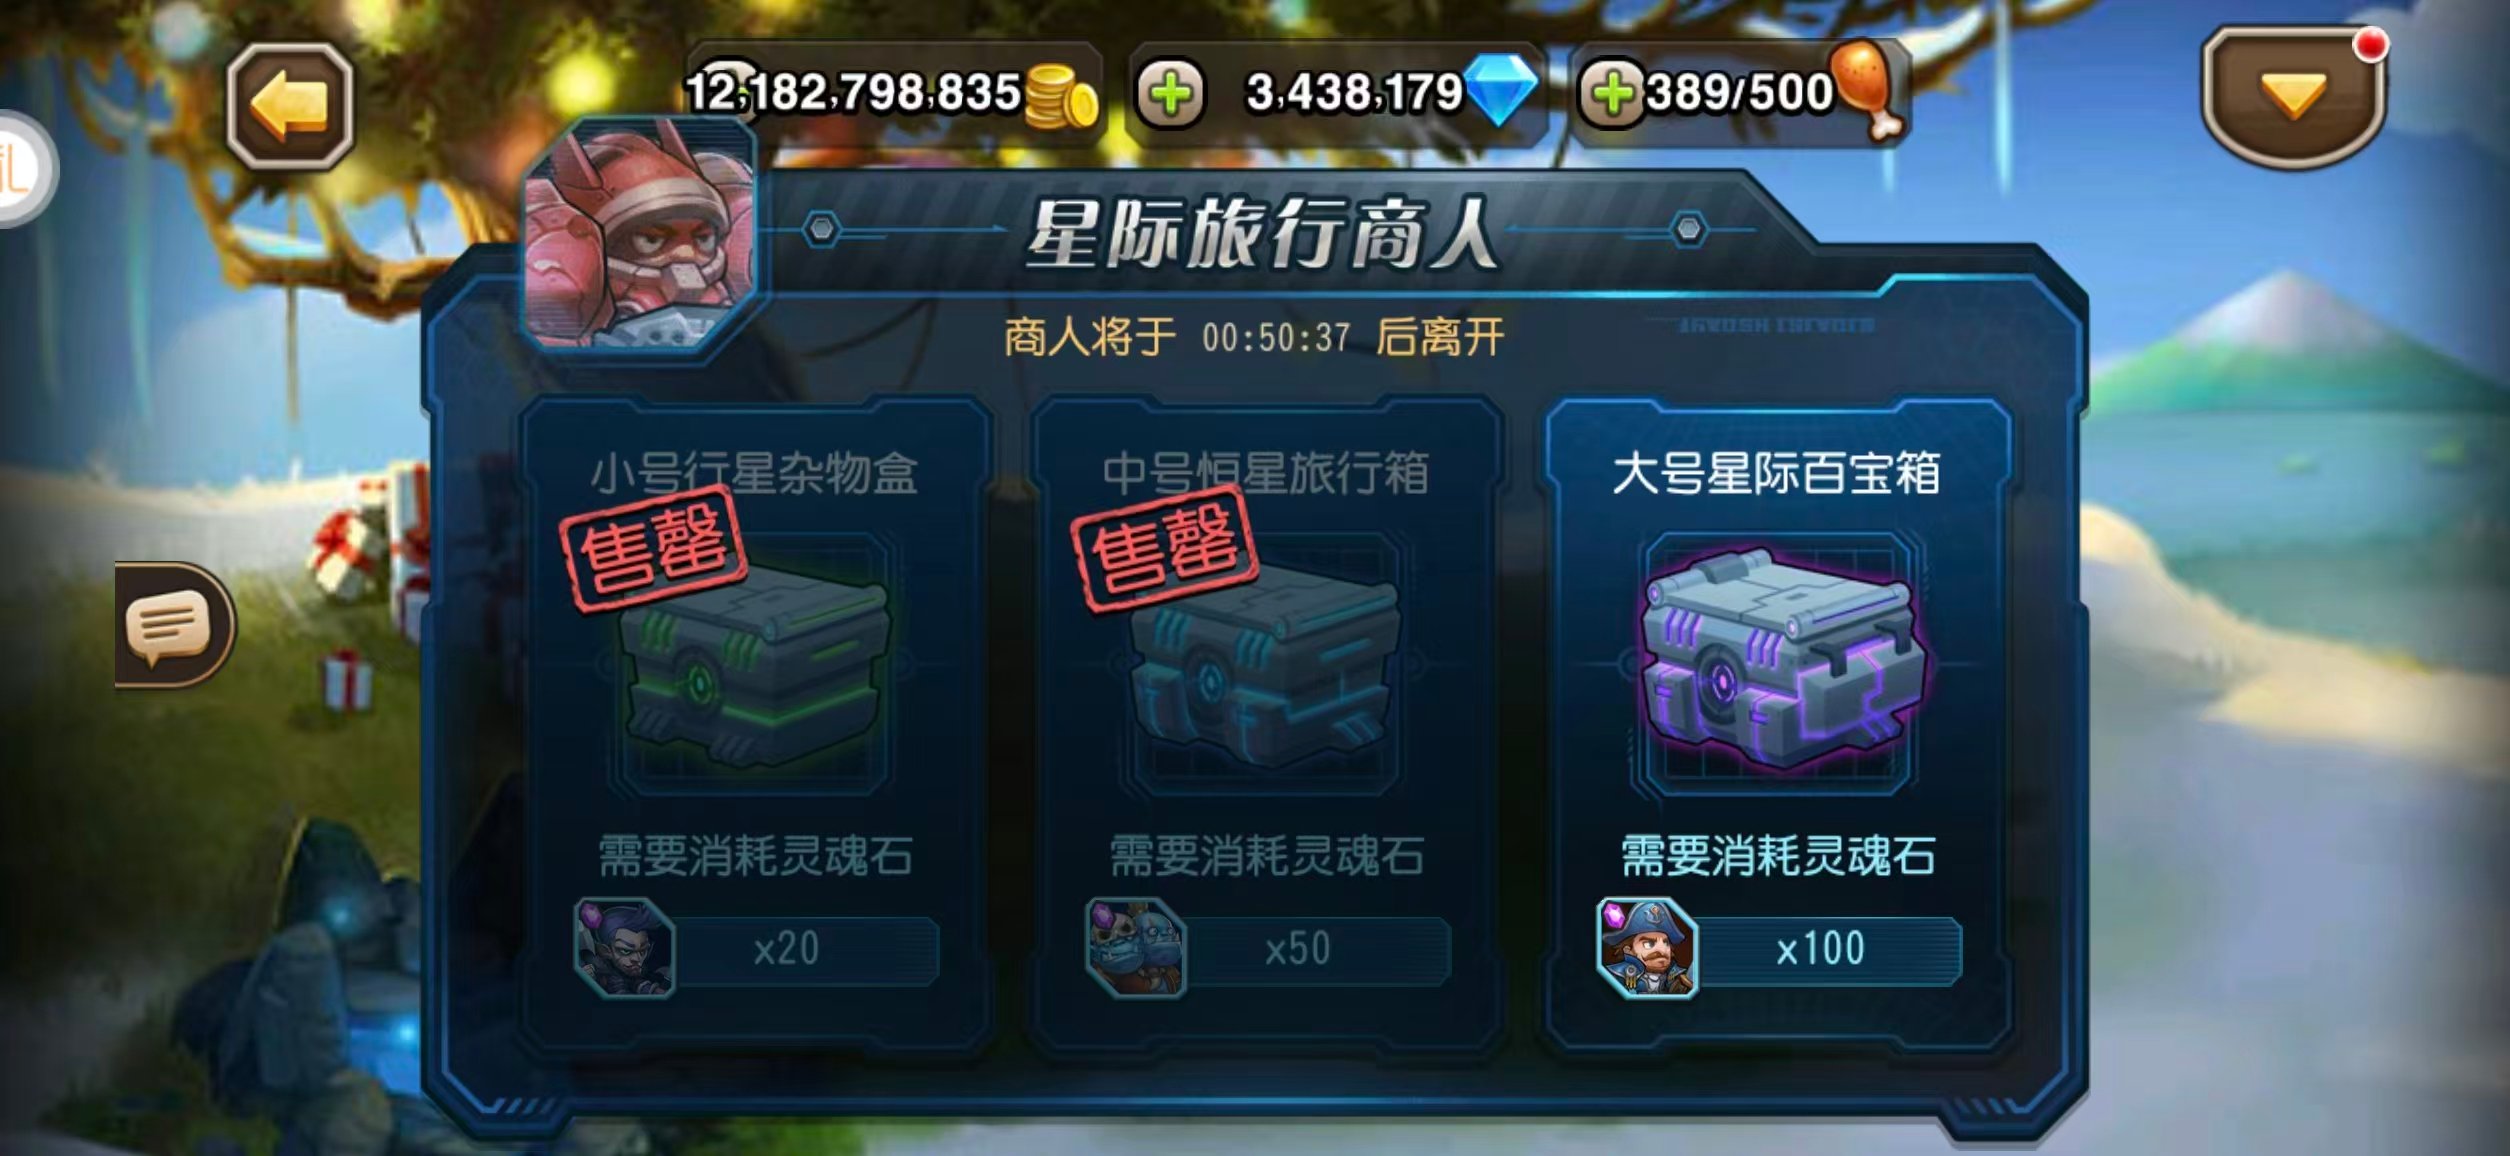 12,182,798,835
3,438,179
389/500
星际旅行商人
商人将于 00:50:37 后离开
小号行星杂物盒
售罄
需要消耗灵魂石
x20
中号恒星旅行箱
售罄
需要消耗灵魂石
x50
大号星际百宝箱
需要消耗灵魂石
x100